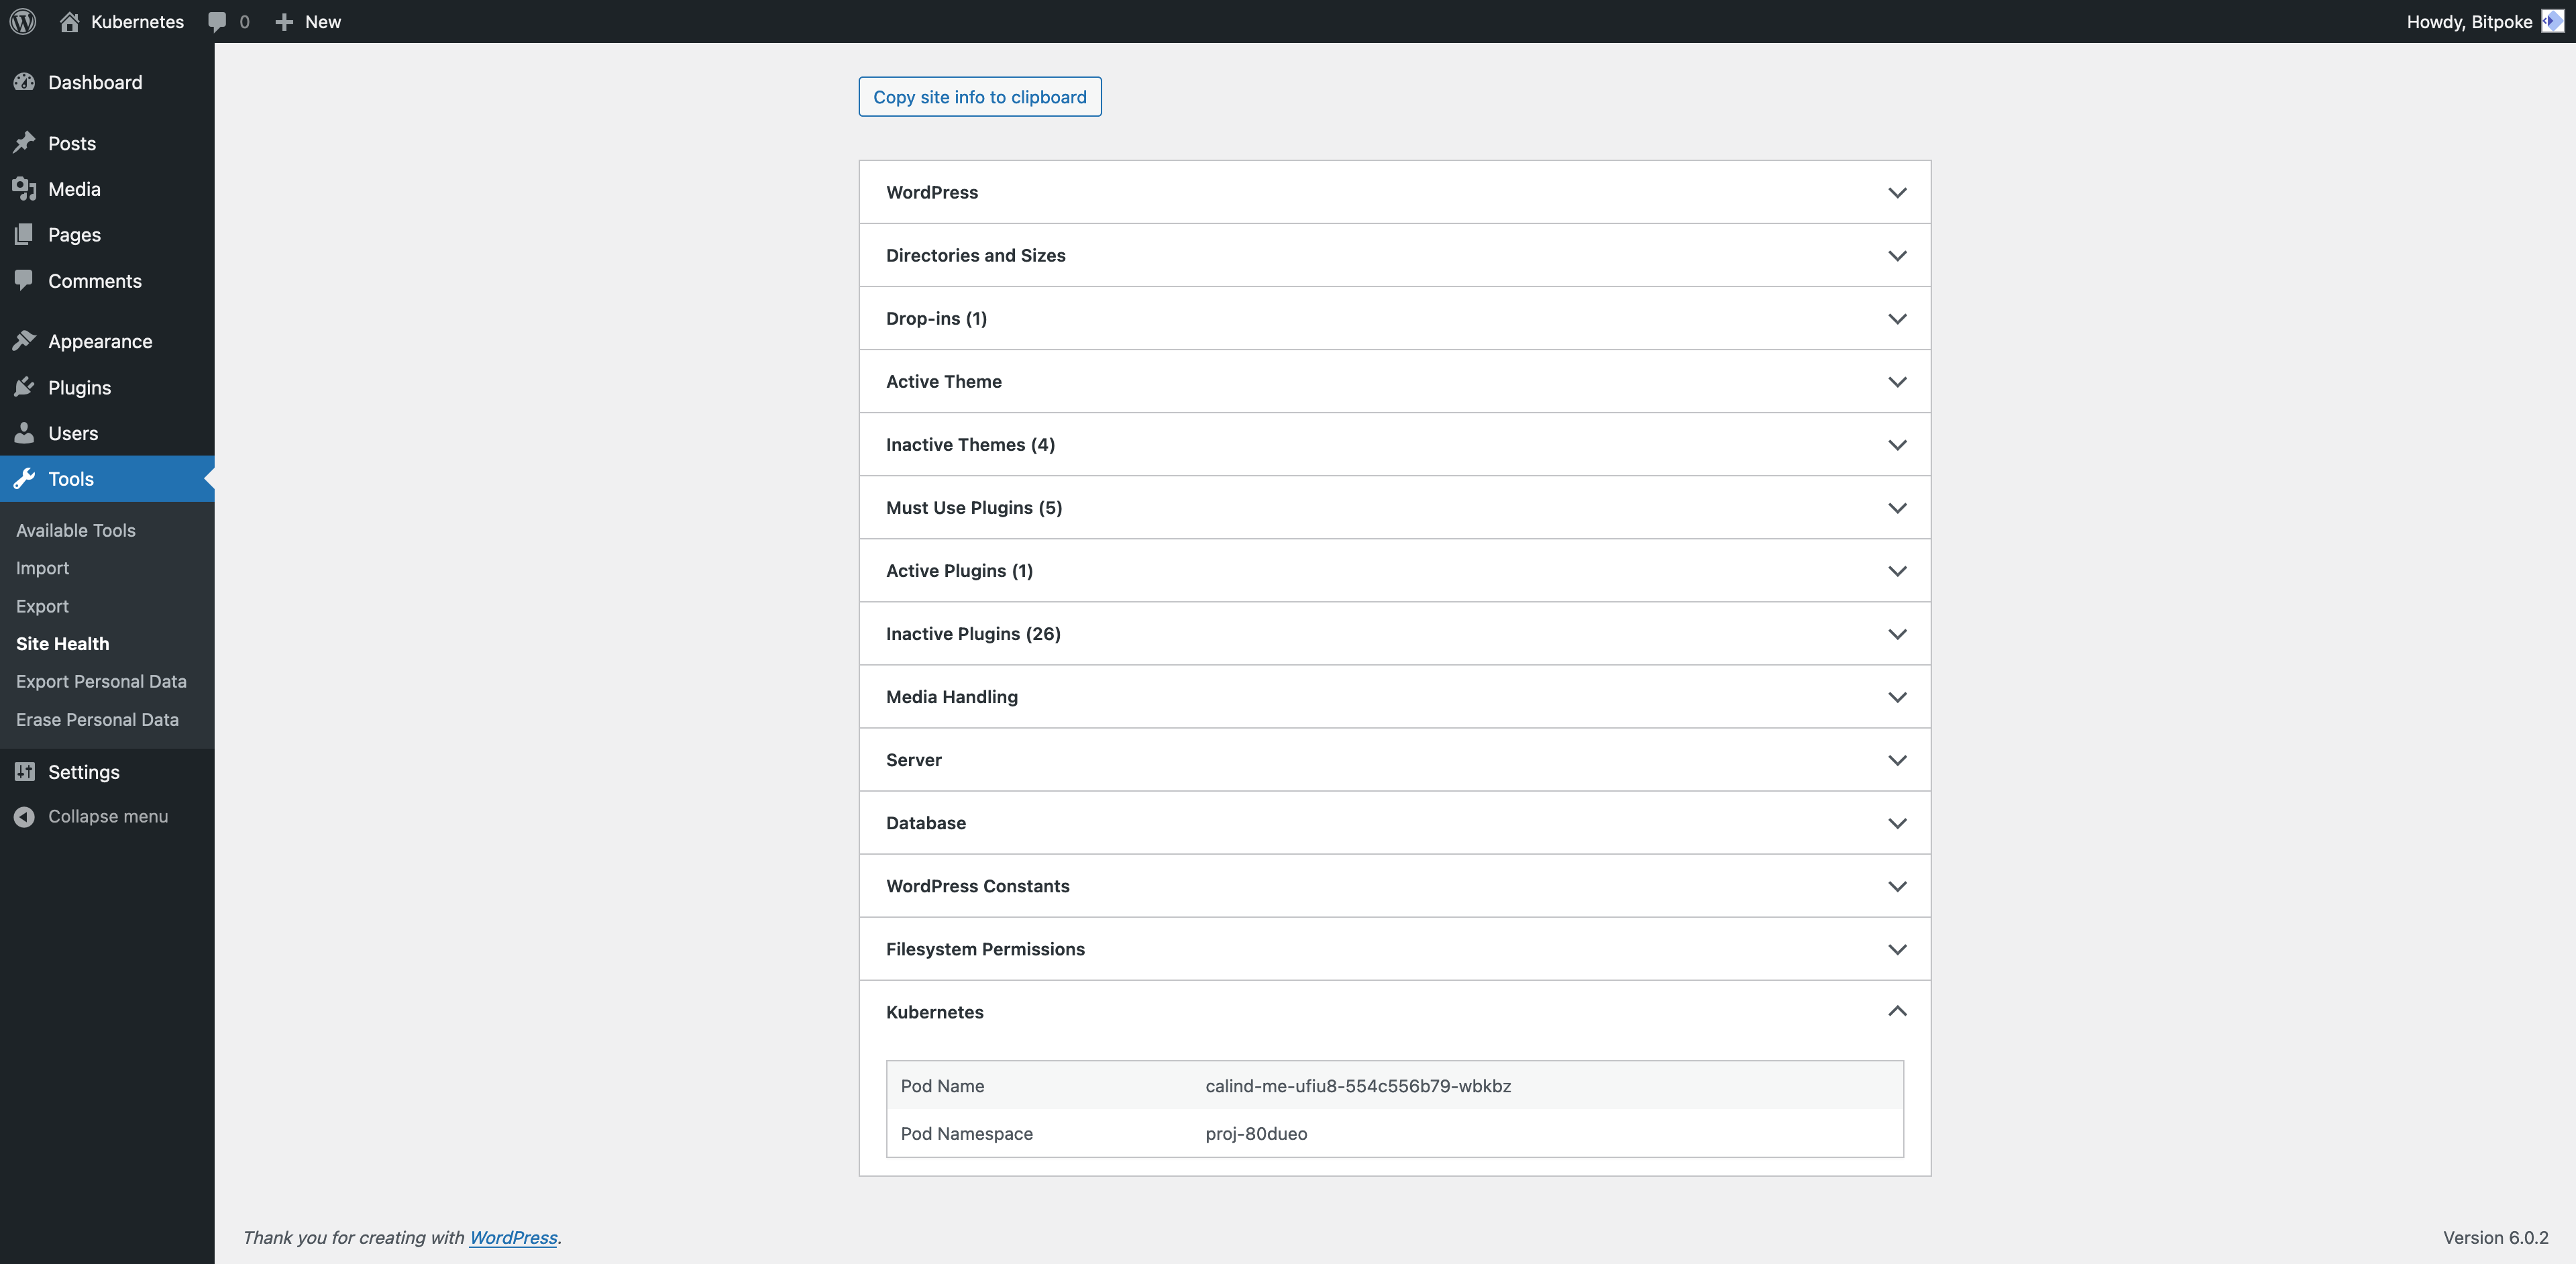 Kubernetes 0 New Howdy, Bitpoke
Dashboard
Posts
Media
Pages
Comments
Appearance
Plugins
Users
Tools
Available Tools
Import
Export
Site Health
Export Personal Data
Erase Personal Data
Settings
Collapse menu
Copy site info to clipboard
WordPress
Directories and Sizes
Drop-ins (1)
Active Theme
Inactive Themes (4)
Must Use Plugins (5)
Active Plugins (1)
Inactive Plugins (26)
Media Handling
Server
Database
WordPress Constants
Filesystem Permissions
Kubernetes
Pod Name calind-me-ufiu8-554c556b79-wbkbz
Pod Namespace proj-80dueo
Thank you for creating with WordPress.
Version 6.0.2